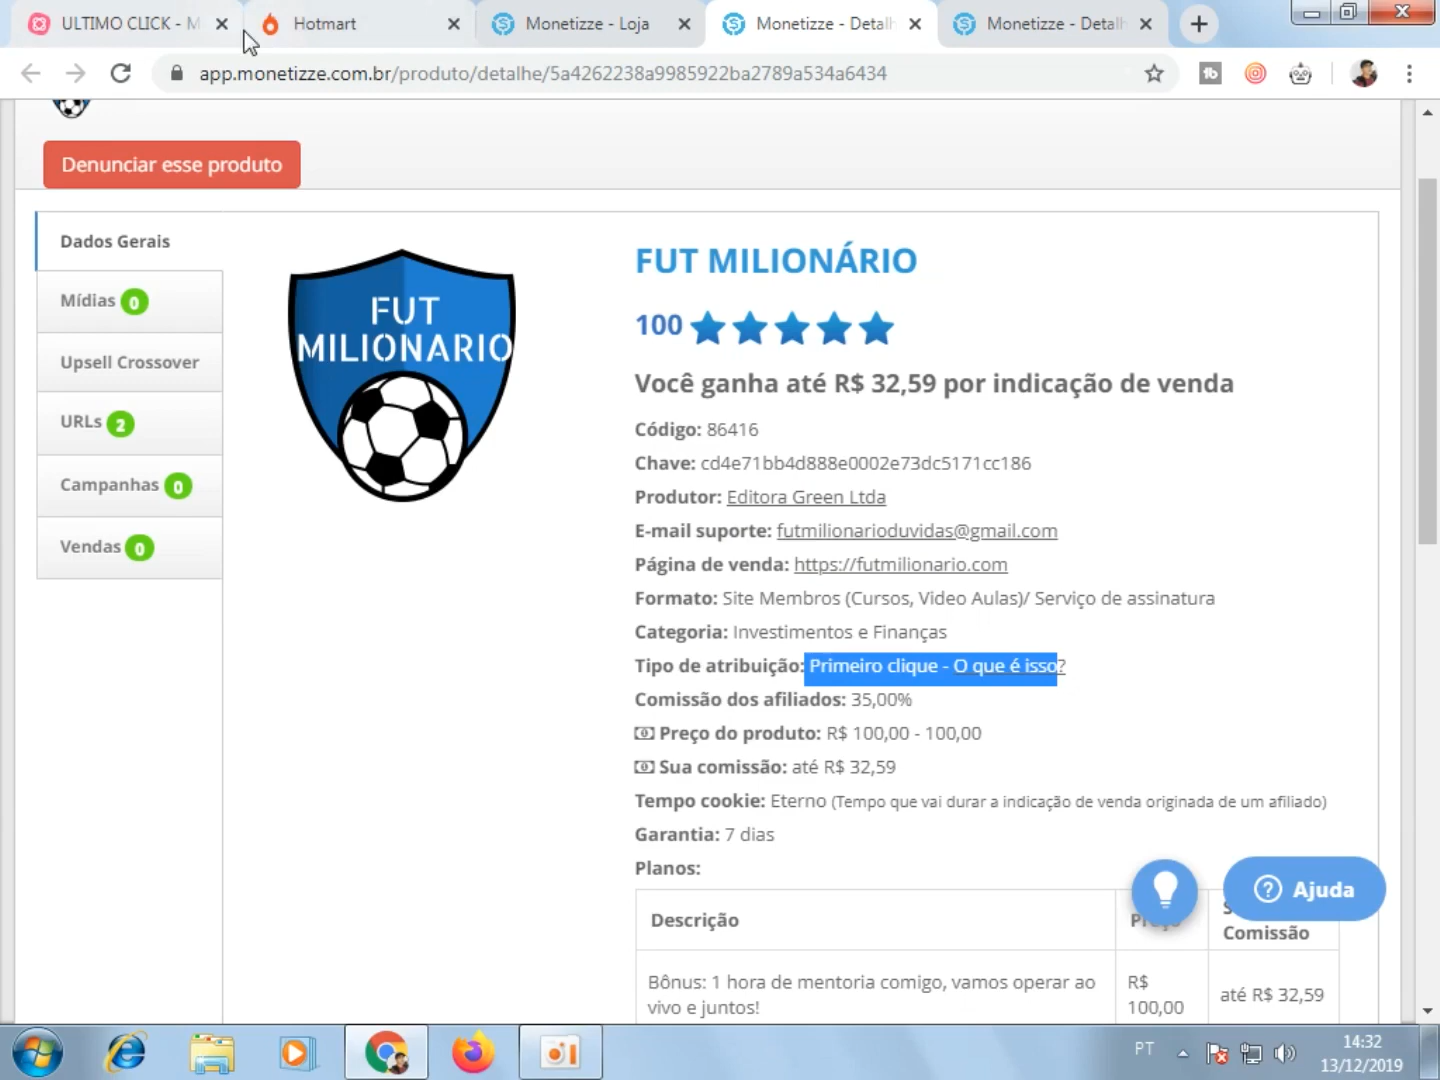 ULTIMO CLICK - M
Hotmart
Monetizze - Loja
Monetizze - Detalh
Monetizze - Detalh
app.monetizze.com.br/produto/detalhe/5a4262238a9985922ba2789a534a6434
Denunciar esse produto
Dados Gerais
Mídias 0
Upsell Crossover
URLs 2
Campanhas 0
Vendas 0
FUT
MILIONARIO
FUT MILIONÁRIO
100
Você ganha até R$ 32,59 por indicação de venda
Código: 86416
Chave: cd4e71bb4d888e0002e73dc5171cc186
Produtor: Editora Green Ltda
E-mail suporte: futmilionarioduvidas@gmail.com
Página de venda: https://futmilionario.com
Formato: Site Membros (Cursos, Video Aulas)/ Serviço de assinatura
Categoria: Investimentos e Finanças
Tipo de atribuição: Primeiro clique - O que é isso?
Comissão dos afiliados: 35,00%
Preço do produto: R$ 100,00 - 100,00
Sua comissão: até R$ 32,59
Tempo cookie: Eterno (Tempo que vai durar a indicação de venda originada de um afiliado)
Garantia: 7 dias
Planos:
Descrição
Comissão
Ajuda
Bônus: 1 hora de mentoria comigo, vamos operar ao
vivo e juntos!
R$
100,00
até R$ 32,59
PT
14:32
13/12/2019